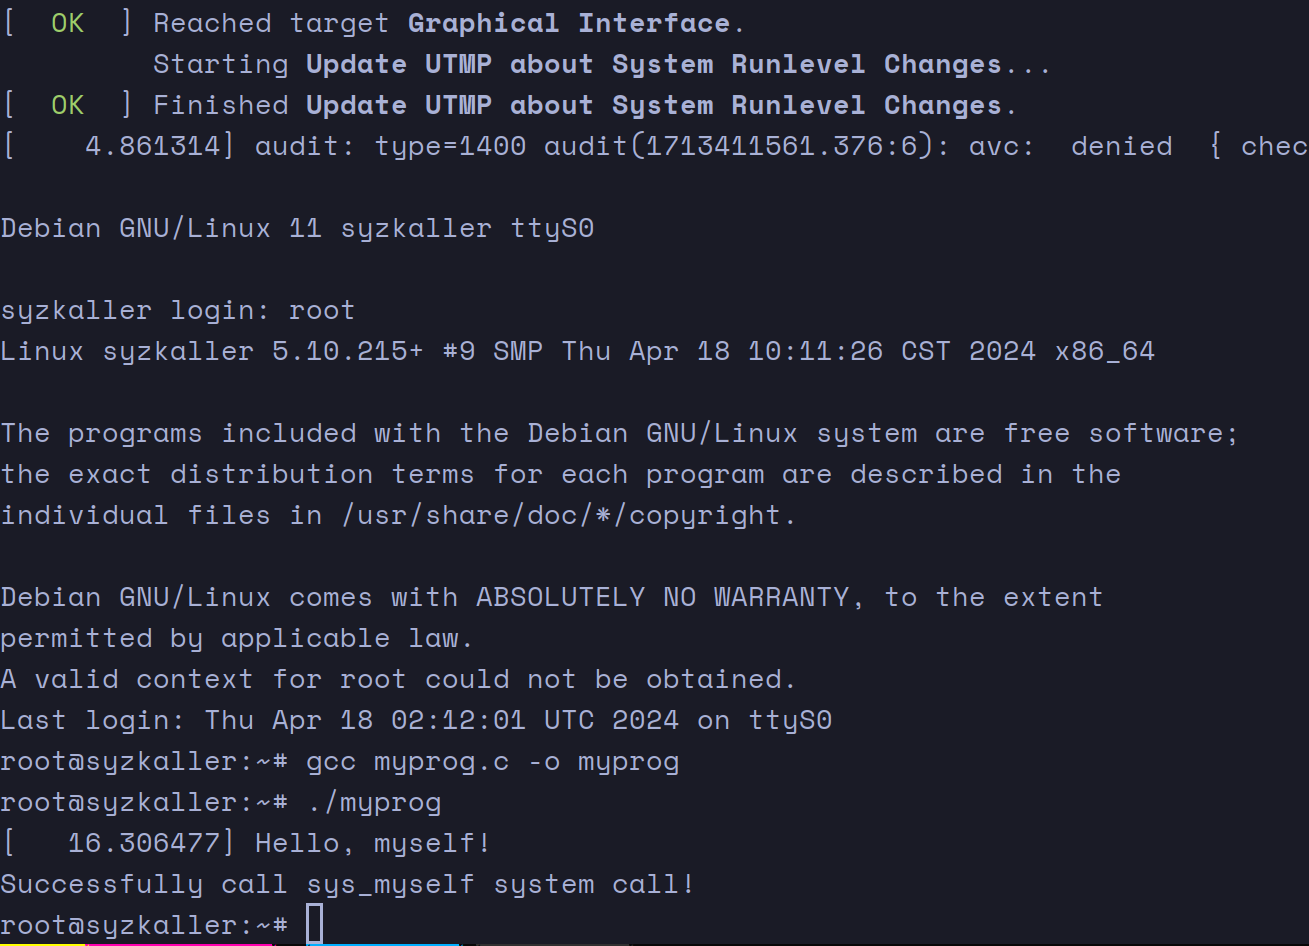 [  OK  ] Reached target Graphical Interface.
         Starting Update UTMP about System Runlevel Changes...
[  OK  ] Finished Update UTMP about System Runlevel Changes.
[    4.861314] audit: type=1400 audit(1713411561.376:6): avc:  denied  { chec
Debian GNU/Linux 11 syzkaller ttyS0
syzkaller login: root
Linux syzkaller 5.10.215+ #9 SMP Thu Apr 18 10:11:26 CST 2024 x86_64
The programs included with the Debian GNU/Linux system are free software;
the exact distribution terms for each program are described in the
individual files in /usr/share/doc/*/copyright.
Debian GNU/Linux comes with ABSOLUTELY NO WARRANTY, to the extent
permitted by applicable law.
A valid context for root could not be obtained.
Last login: Thu Apr 18 02:12:01 UTC 2024 on ttyS0
root@syzkaller:~# gcc myprog.c -o myprog
root@syzkaller:~# ./myprog
[   16.306477] Hello, myself!
Successfully call sys_myself system call!
root@syzkaller:~#